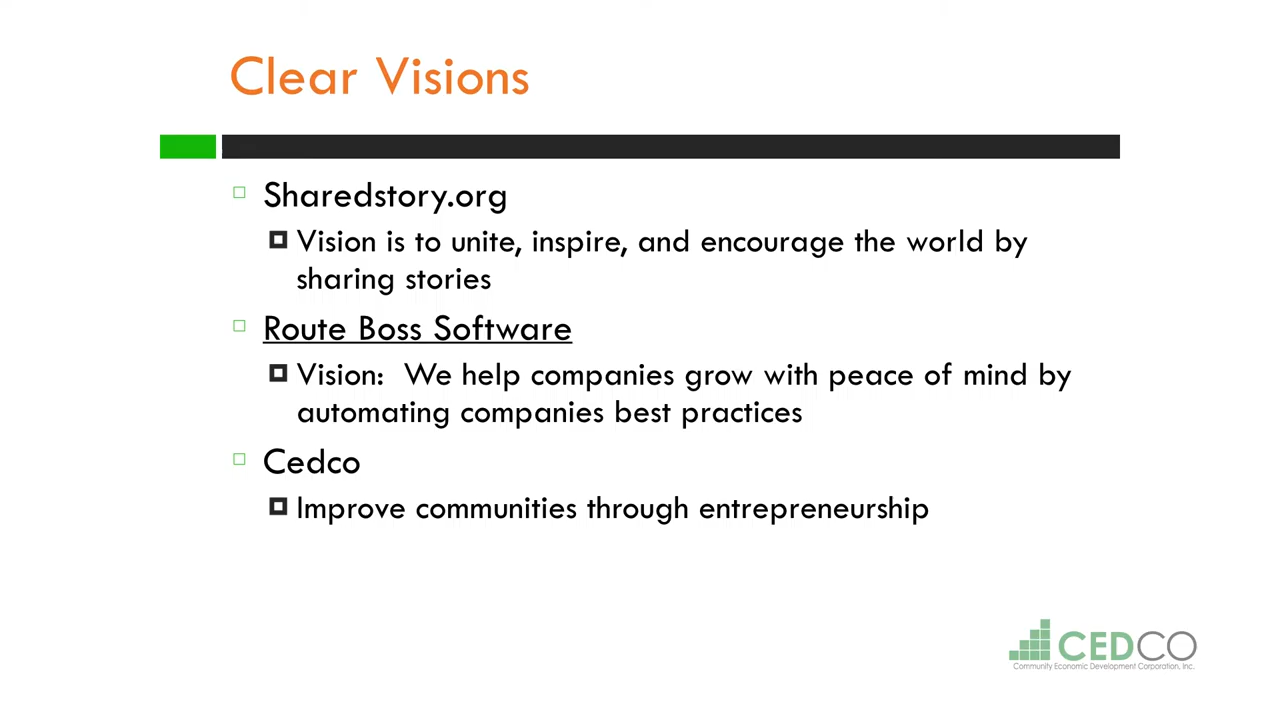 Clear Visions
Sharedstory.org
Vision is to unite, inspire, and encourage the world by
sharing stories
Route Boss Software
Vision:  We help companies grow with peace of mind by
automating companies best practices
Cedco
Improve communities through entrepreneurship
CEDCO
Community Economic Development Corporation, Inc.